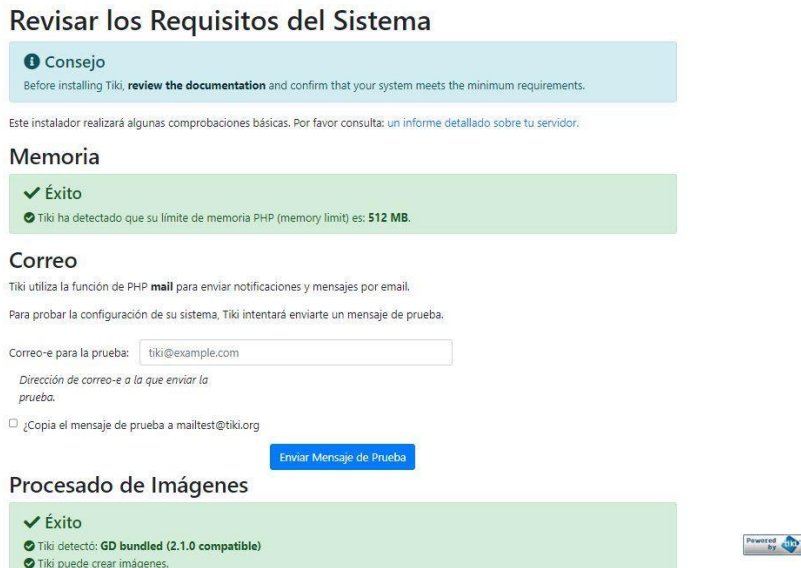 Revisar los Requisitos del Sistema
Consejo
Before installing Tiki, review the documentation and confirm that your system meets the minimum requirements.
Este instalador realizará algunas comprobaciones básicas. Por favor consulta: un informe detallado sobre tu servidor.
Memoria
Éxito
Tiki ha detectado que su límite de memoria PHP (memory limit) es: 512 MB.
Correo
Tiki utiliza la función de PHP mail para enviar notificaciones y mensajes por email.
Para probar la configuración de su sistema, Tiki intentará enviarte un mensaje de prueba.
Correo-e para la prueba: tiki@example.com
Dirección de correo-e a la que enviar la
prueba.
¿Copia el mensaje de prueba a mailtest@tiki.org
Enviar Mensaje de Prueba
Procesado de Imágenes
Éxito
Tiki detectó: GD bundled (2.1.0 compatible)
Tiki puede crear imágenes.
Powered
by tiki